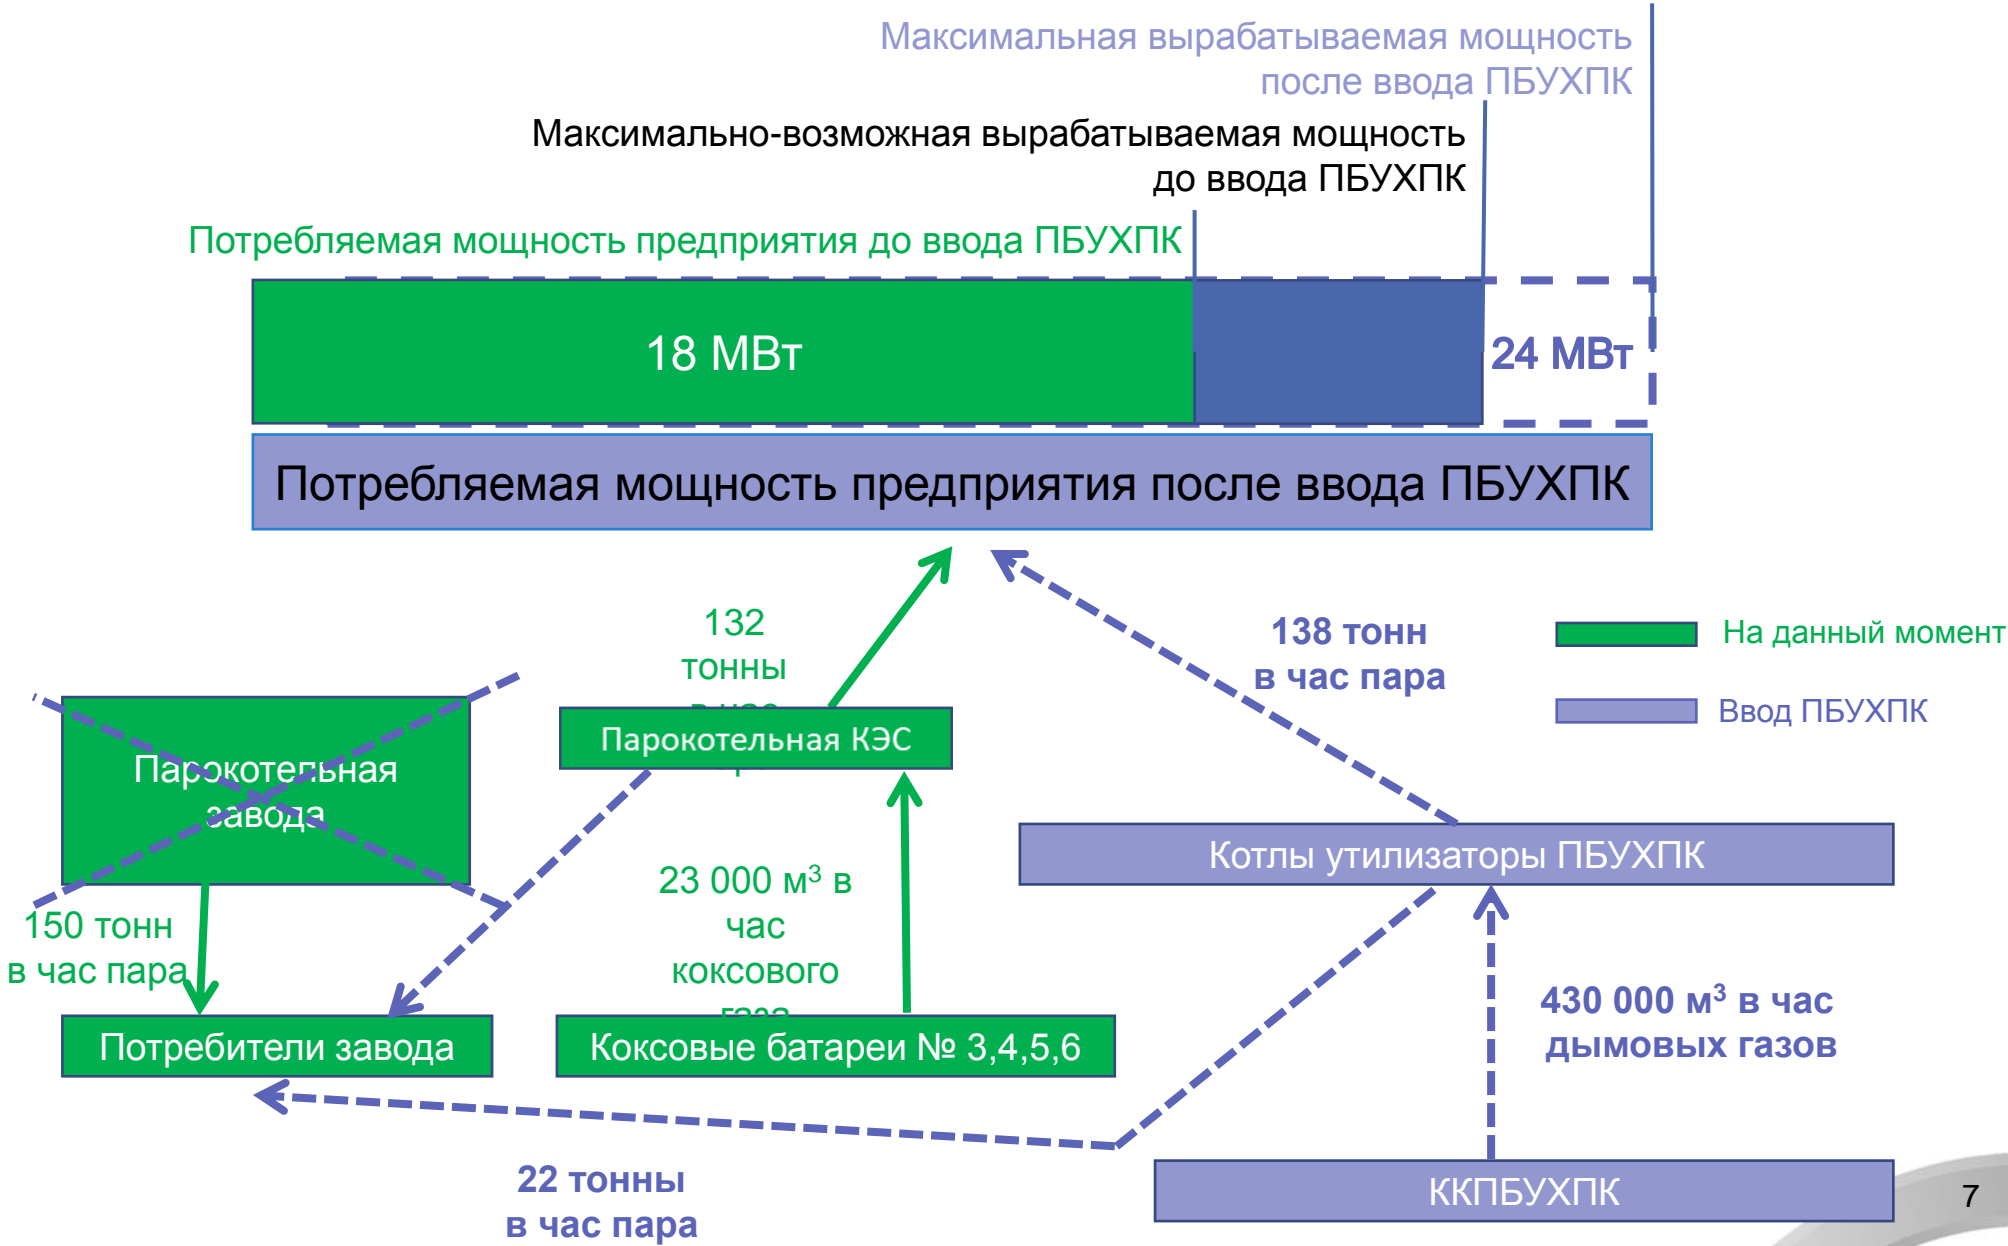 Максимальная вырабатываемая мощность
после ввода ПБУХПК
Максимально-возможная вырабатываемая мощность
до ввода ПБУХПК
Потребляемая мощность предприятия до ввода ПБУХПК
18 МВт
24 МВт
Потребляемая мощность предприятия после ввода ПБУХПК
132
тонны
138 тонн
в час пара
На данный момент
Ввод ПБУХПК
Парокотельная КЭС
Парокотельная
завода
Котлы утилизаторы ПБУХПК
23 000 м³ в
час
коксового
газа
150 тонн
в час пара
430 000 м³ в час
дымовых газов
Потребители завода
Коксовые батареи № 3,4,5,6
22 тонны
в час пара
ККПБУХПК
7